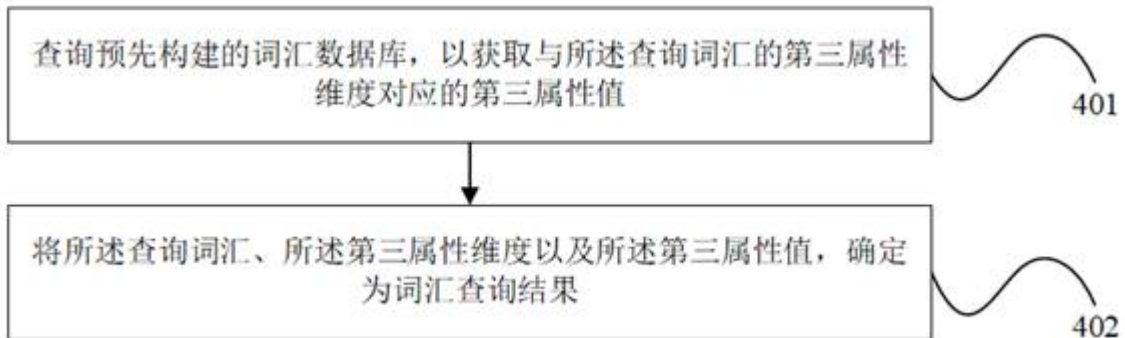 查询预先构建的词汇数据库，以获取与所述查询词汇的第三属性
维度对应的第三属性值
401
将所述查询词汇、所述第三属性维度以及所述第三属性值，确定
为词汇查询结果
402